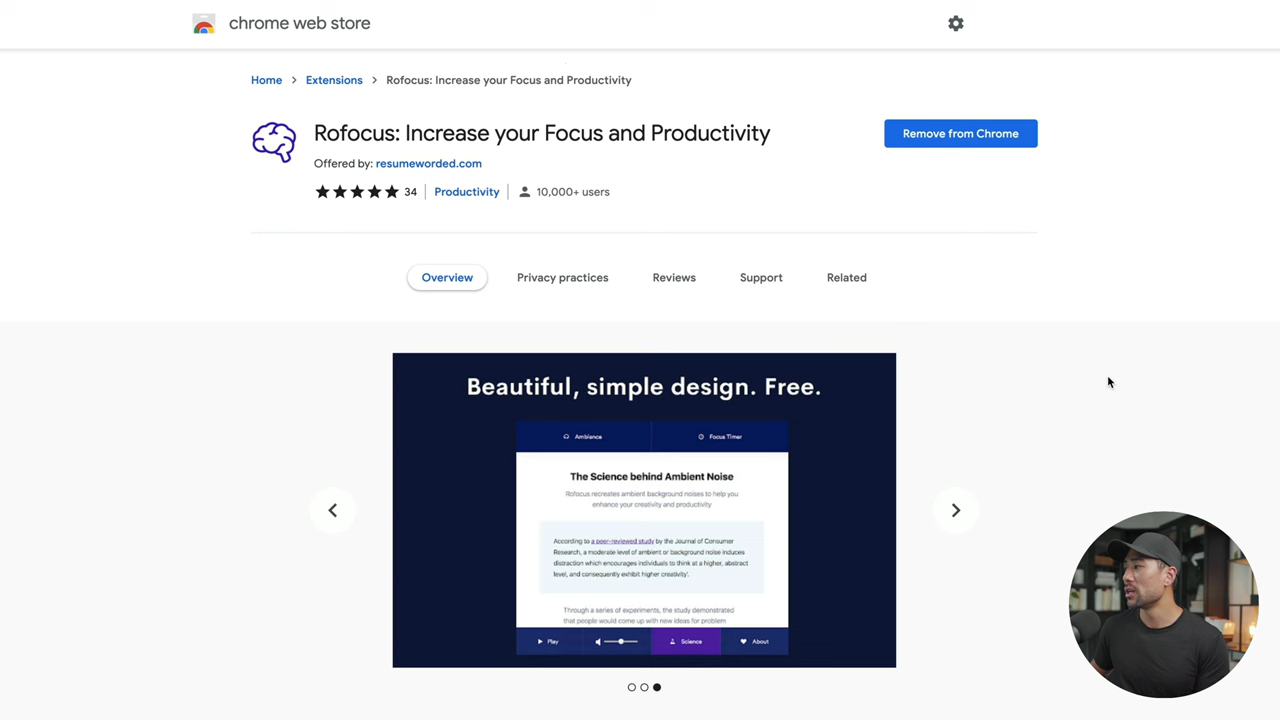 chrome web store
Home > Extensions > Rofocus: Increase your Focus and Productivity
Rofocus: Increase your Focus and Productivity
Remove from Chrome
Offered by: resumeworded.com
34 Productivity 10,000+ users
Overview Privacy practices Reviews Support Related
Beautiful, simple design. Free.
Ambiance Focus Timer
The Science behind Ambient Noise
Rofocus recreates ambient background noises to help you
enhance your creativity and productivity
According to a peer-reviewed study by the Journal of Consumer
Research, a moderate level of ambient or background noise induces
distraction which encourages individuals to think at a higher, abstract
level, and consequently exhibit higher creativity'.
Through a series of experiments, the study demonstrated
that people would come up with new ideas for problem
Play Science About